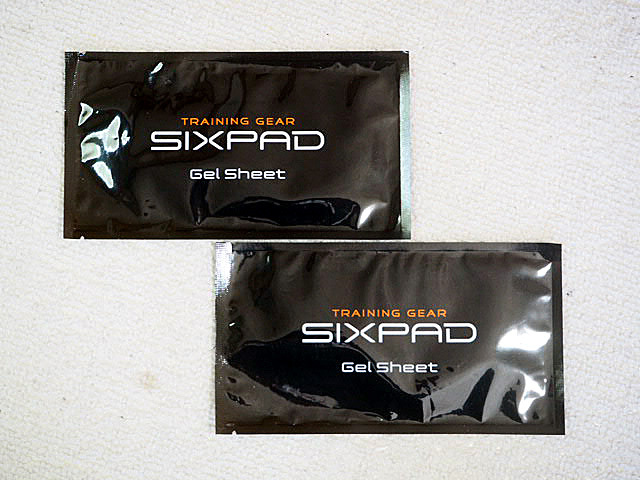 TRAINING GEAR
SIXPAD
Gel Sheet
TRAINING GEAR
SIXPAD
Gel Sheet